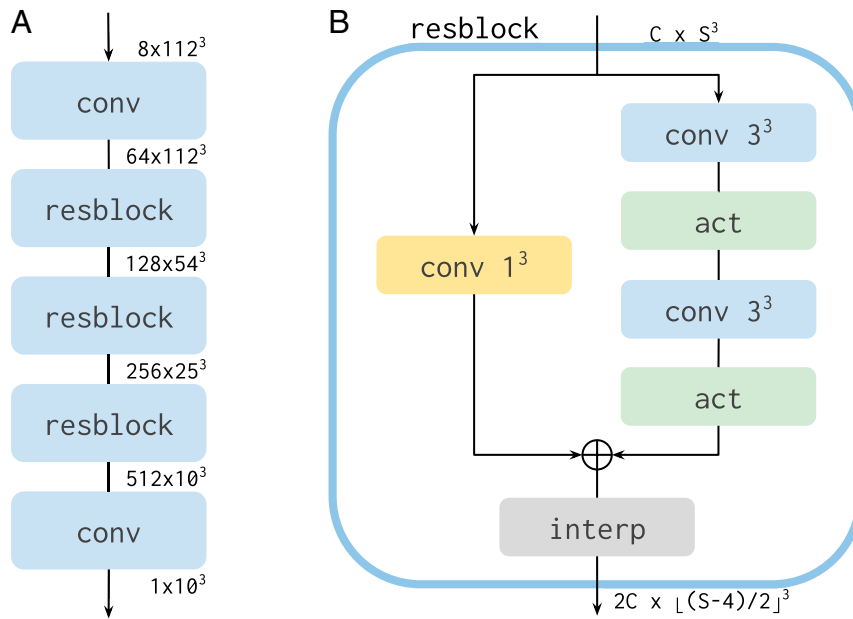 A
8x112³
conv
64x112³
resblock
128x54³
resblock
256x25³
resblock
512x10³
conv
1x10³
B
resblock
C x S³
conv 3³
act
conv 1³
conv 3³
act
interp
2C x ⌊(S-4)/2⌋³